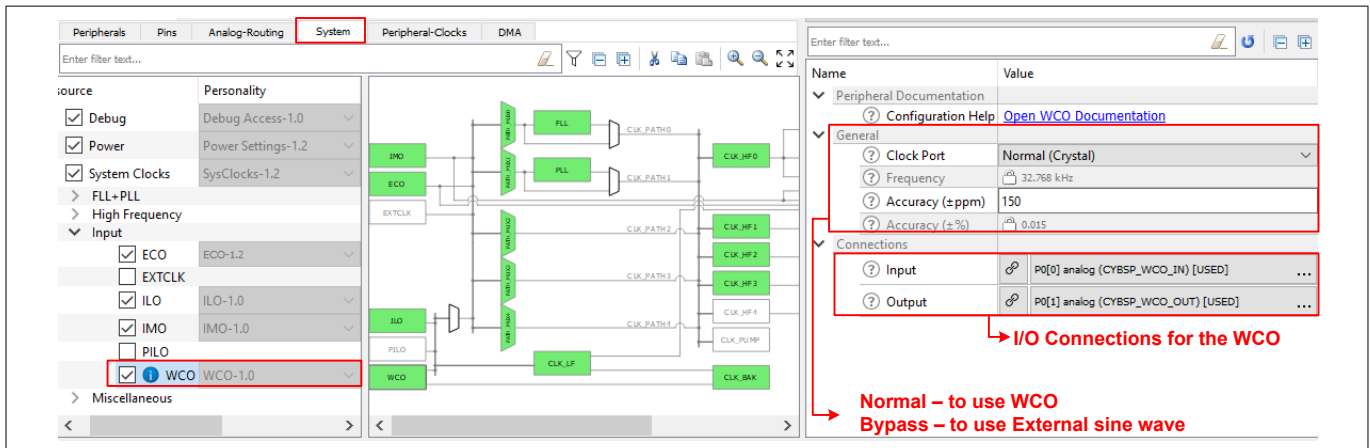 Peripherals Pins Analog-Routing System Peripheral-Clocks DMA
Enter filter text...
source Personality
Debug Debug Access-1.0
Power Power Settings-1.2
System Clocks SysClocks-1.2
FLL+PLL
High Frequency
Input
ECO ECO-1.2
EXTCLK
ILO ILO-1.0
IMO IMO-1.0
PILO
WCO WCO-1.0
Miscellaneous
IMO
ECO
EXTCLK
ILO
PILO
WCO
PATH_MUX0
PATH_MUX1
PATH_MUX2
PATH_MUX3
PATH_MUX4
PLL
PLL
CLK_PATH0
CLK_PATH1
CLK_PATH2
CLK_PATH3
CLK_PATH4
CLK_LF
CLK_HF0
CLK_HF1
CLK_HF2
CLK_HF3
CLK_HF4
CLK_PUMP
CLK_BAK
Enter filter text...
Name Value
Peripheral Documentation
Configuration Help Open WCO Documentation
General
Clock Port Normal (Crystal)
Frequency 32.768 kHz
Accuracy (±ppm) 150
Accuracy (±%) 0.015
Connections
Input P0[0] analog (CYBSP_WCO_IN) [USED] ...
Output P0[1] analog (CYBSP_WCO_OUT) [USED] ...
I/O Connections for the WCO
Normal – to use WCO
Bypass – to use External sine wave